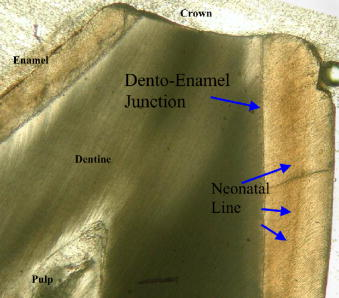 Crown
Enamel
Dento-Enamel
Junction
Dentine
Neonatal
Line
Pulp